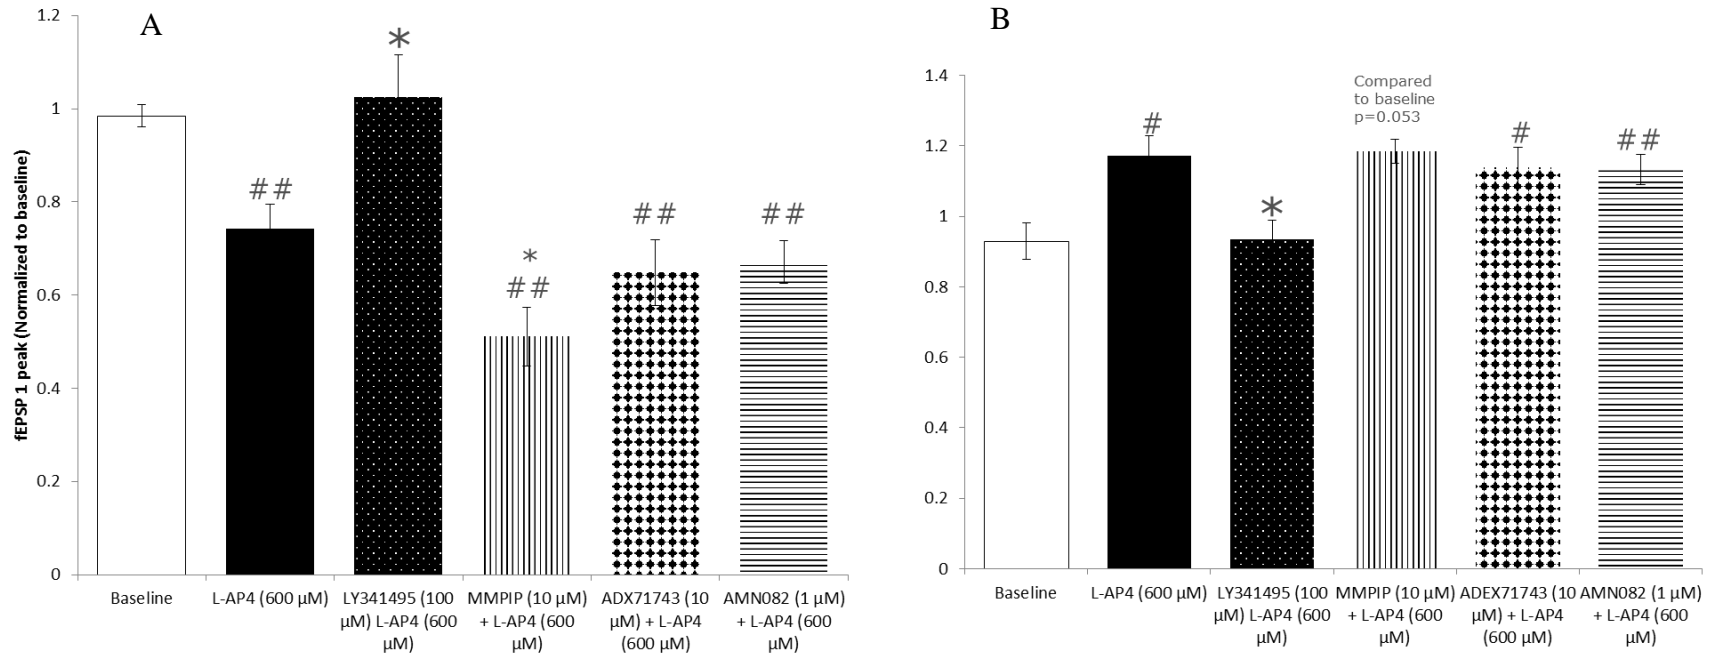 A
fEPSP 1 peak (Normalized to baseline)
1.2
1
0.8
0.6
0.4
0.2
0
##
*
*
##
##
##
Baseline
L-AP4 (600 µM)
LY341495 (100
µM) L-AP4 (600
µM)
MMPIP (10 µM)
+ L-AP4 (600
µM)
ADX71743 (10
µM) + L-AP4
(600 µM)
AMN082 (1 µM)
+ L-AP4 (600
µM)
B
1.4
1.2
1
0.8
0.6
0.4
0.2
0
#
*
Compared
to baseline
p=0.053
#
##
Baseline
L-AP4 (600 µM)
LY341495 (100
µM) L-AP4 (600
µM)
MMPIP (10 µM)
+ L-AP4 (600
µM)
ADEX71743 (10
µM) + L-AP4
(600 µM)
AMN082 (1 µM)
+ L-AP4 (600
µM)